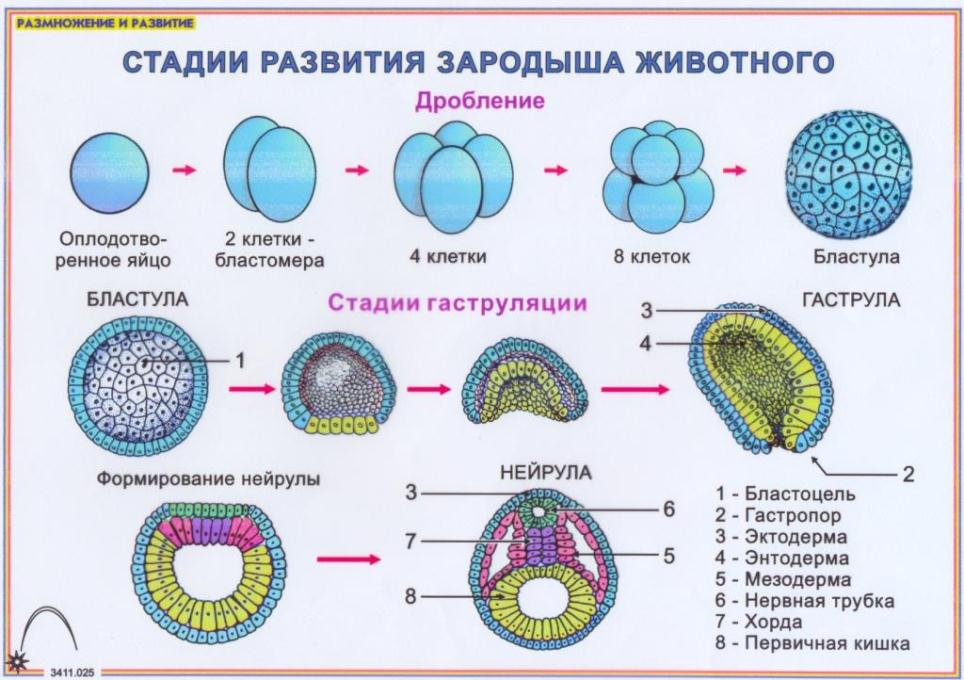 РАЗМНОЖЕНИЕ И РАЗВИТИЕ
СТАДИИ РАЗВИТИЯ ЗАРОДЫША ЖИВОТНОГО
Дробление
Оплодотво-
ренное яйцо
2 клетки -
бластомера
4 клетки
8 клеток
Бластула
БЛАСТУЛА
Стадии гаструляции
ГАСТРУЛА
1
3
4
2
Формирование нейрулы
НЕЙРУЛА
3
6
7
5
8
1 - Бластоцель
2 - Гастропор
3 - Эктодерма
4 - Энтодерма
5 - Мезодерма
6 - Нервная трубка
7 - Хорда
8 - Первичная кишка
3411.025